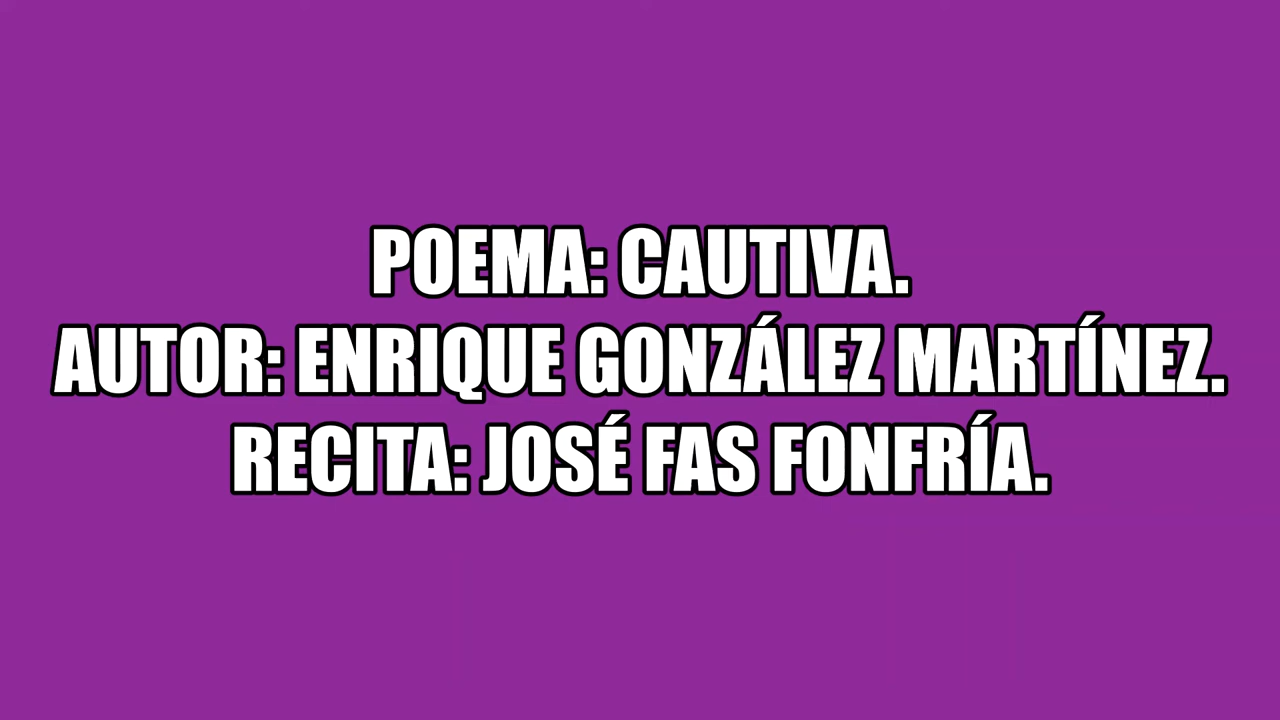 POEMA: CAUTIVA.
AUTOR: ENRIQUE GONZÁLEZ MARTÍNEZ.
RECITA: JOSÉ FAS FONFRÍA.